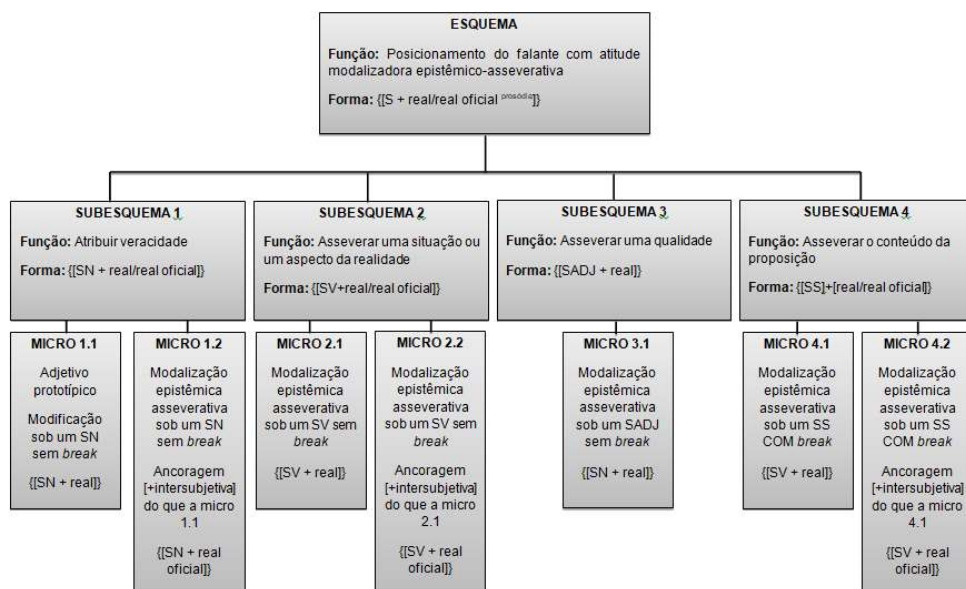 ESQUEMA
Função: Posicionamento do falante com atitude
modalizadora epistêmico-asseverativa
Forma: {[S + real/real oficial prosódia]}
SUBESQUEMA 1
Função: Atribuir veracidade
Forma: {[SN + real/real oficial]}
SUBESQUEMA 2
Função: Asseverar uma situação ou
um aspecto da realidade
Forma: {[SV+real/real oficial]}
SUBESQUEMA 3
Função: Asseverar uma qualidade
Forma: {[SADJ + real]}
SUBESQUEMA 4
Função: Asseverar o conteúdo da
proposição
Forma: {[SS]+[real/real oficial]}
MICRO 1.1
Adjetivo
prototípico
Modificação
sob um SN
sem break
{[SN + real]}
MICRO 1.2
Modalização
epistêmica
asseverativa
sob um SN
sem break
Ancoragem
[+intersubjetiva]
do que a micro
1.1
{[SN + real
oficial]}
MICRO 2.1
Modalização
epistêmica
asseverativa
sob um SV sem
break
{[SV + real]}
MICRO 2.2
Modalização
epistêmica
asseverativa
sob um SV sem
break
Ancoragem
[+intersubjetiva]
do que a micro
2.1
{[SV + real
oficial]}
MICRO 3.1
Modalização
epistêmica
asseverativa
sob um SADJ
sem break
{[SN + real]}
MICRO 4.1
Modalização
epistêmica
asseverativa
sob um SS
COM break
{[SV + real]}
MICRO 4.2
Modalização
epistêmica
asseverativa
sob um SS
COM break
Ancoragem
[+intersubjetiva]
do que a micro
4.1
{[SV + real
oficial]}